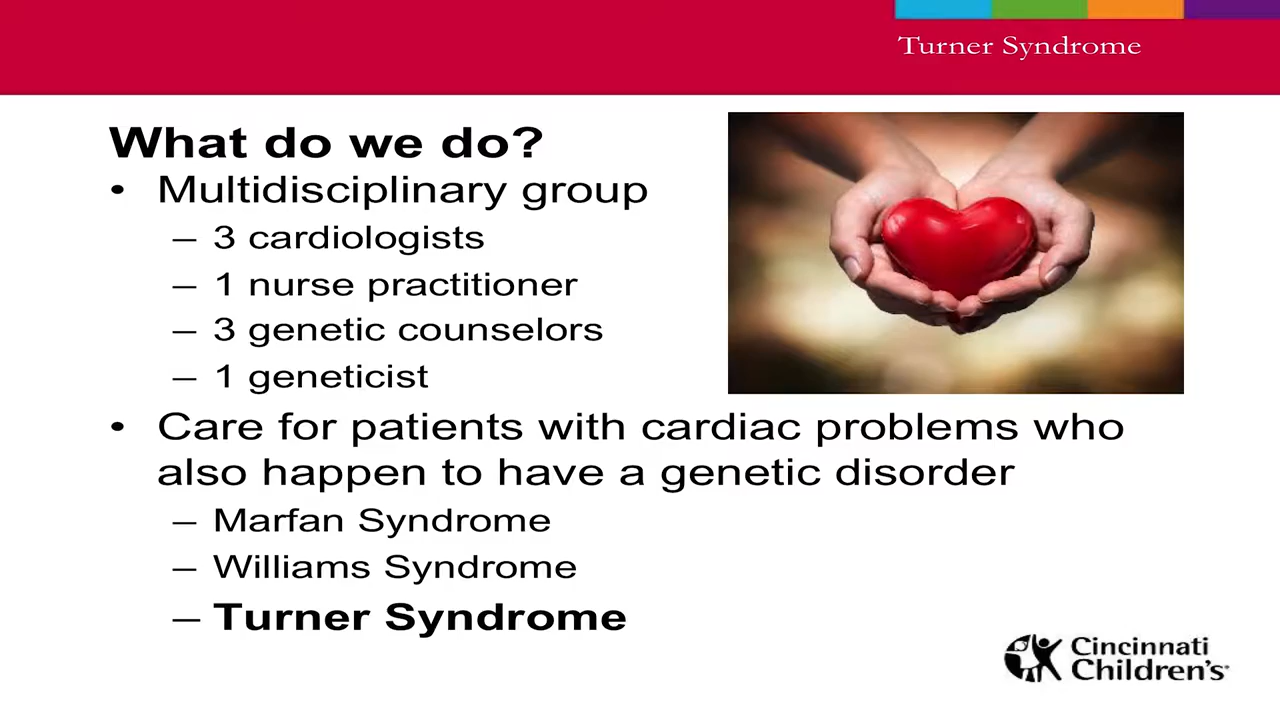 Turner Syndrome
What do we do?
• Multidisciplinary group
– 3 cardiologists
– 1 nurse practitioner
– 3 genetic counselors
– 1 geneticist
• Care for patients with cardiac problems who
also happen to have a genetic disorder
– Marfan Syndrome
– Williams Syndrome
– Turner Syndrome
Cincinnati
Children's